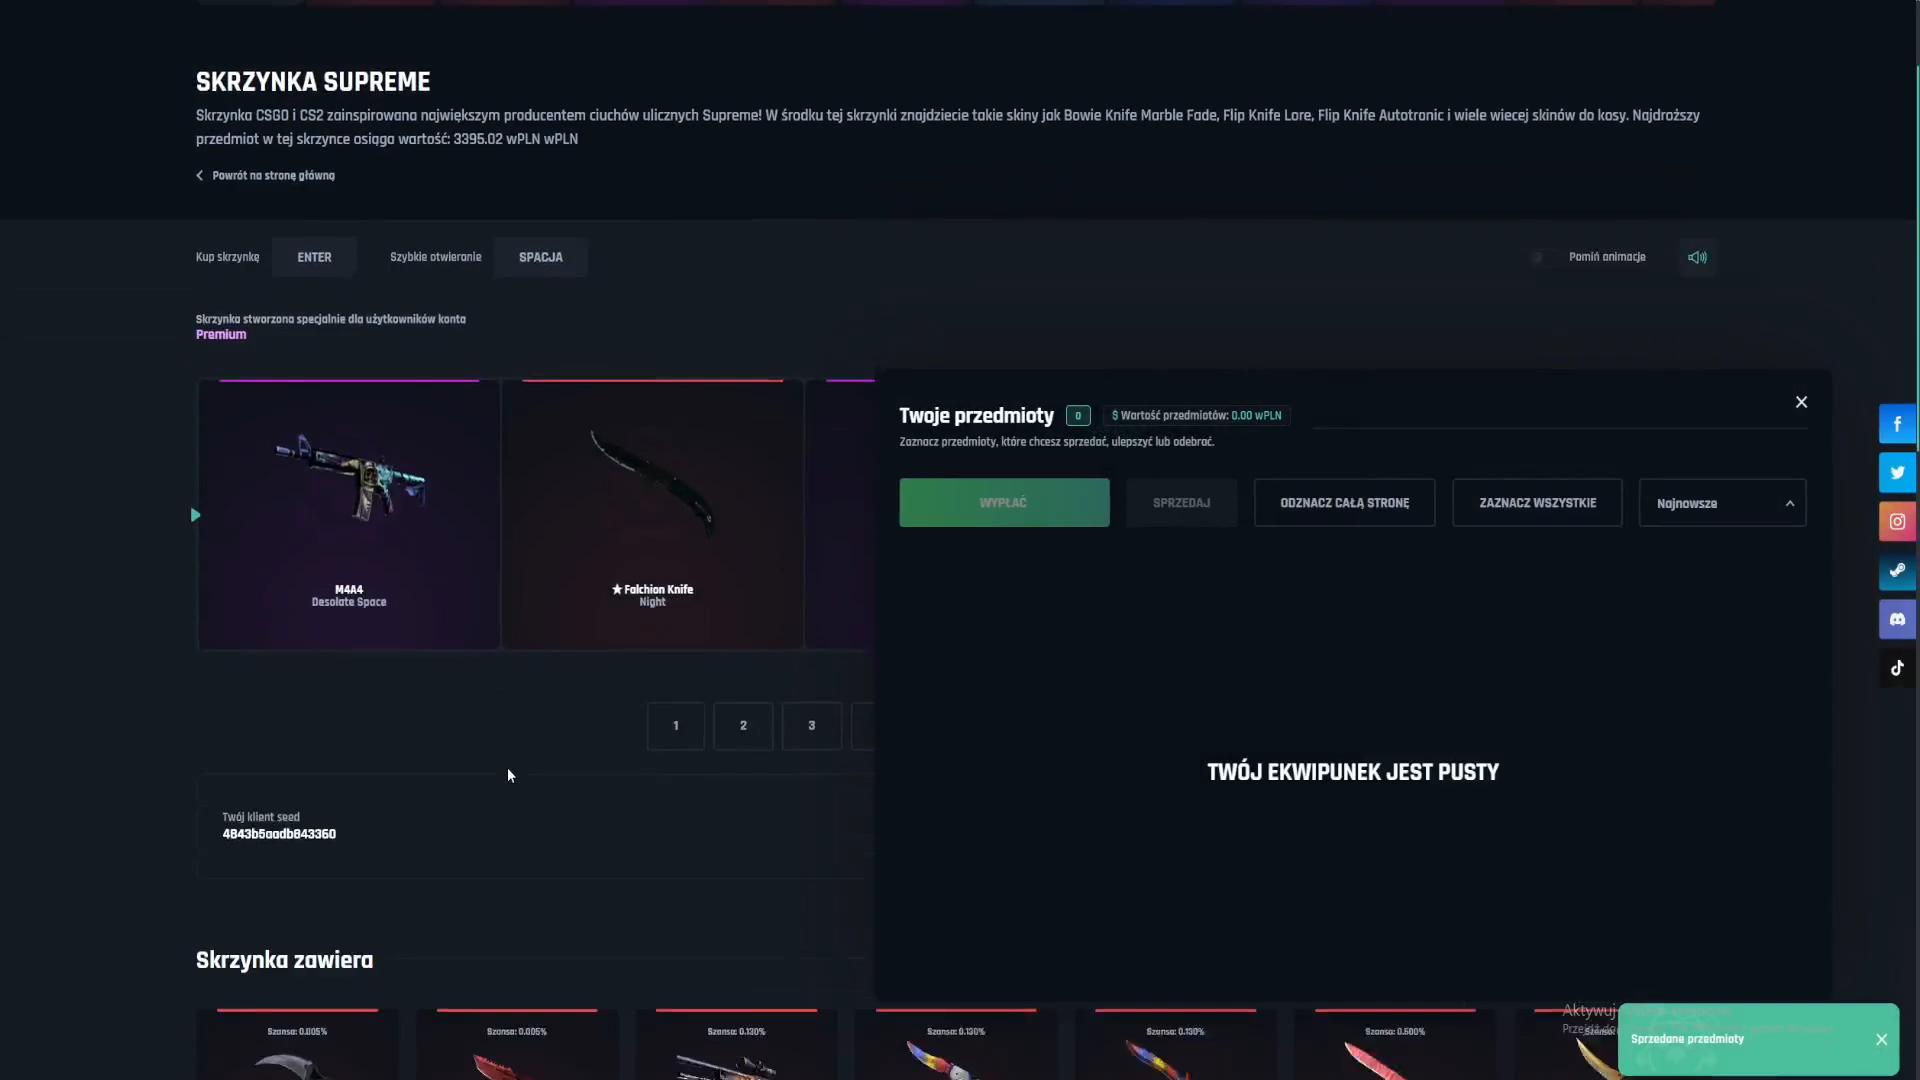 SKRZYNKA SUPREME
Skrzynka CSGO i CS2 zainspirowana największym producentem ciuchów ulicznych Supreme! W środku tej skrzynki znajdziecie takie skiny jak Bowie Knife Marble Fade, Flip Knife Lore, Flip Knife Autotronic i wiele wiecej skinów do kosy. Najdroższy
przedmiot w tej skrzynce osiąga wartość: 3395.02 wPLN wPLN
Powrót na stronę główną
Kup skrzynkę ENTER Szybkie otwieranie SPACJA Pomiń animacje
Skrzynka stworzona specjalnie dla użytkowników konta
Premium
Twoje przedmioty 0 $ Wartość przedmiotów: 0.00 wPLN
Zaznacz przedmioty, które chcesz sprzedać, ulepszyć lub odebrać.
WYPŁAĆ SPRZEDAJ ODZNACZ CAŁĄ STRONĘ ZAZNACZ WSZYSTKIE Najnowsze
M4A4
Desolate Space
★ Falchion Knife
Night
1 2 3
TWÓJ EKWIPUNEK JEST PUSTY
Twój klient seed
4843b5aadb843360
Skrzynka zawiera
Szansa: 0.005% Szansa: 0.005% Szansa: 0.130% Szansa: 0.130% Szansa: 0.130% Szansa: 0.500%
Aktywuj
Sprzedane przedmioty